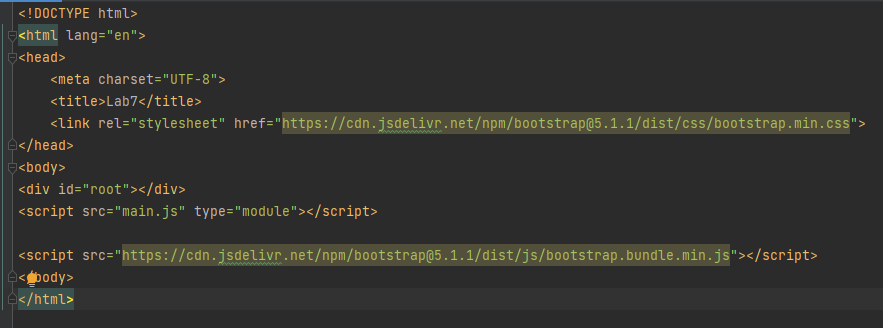 <!DOCTYPE html>
<html lang="en">
<head>
    <meta charset="UTF-8">
    <title>Lab7</title>
    <link rel="stylesheet" href="https://cdn.jsdelivr.net/npm/bootstrap@5.1.1/dist/css/bootstrap.min.css">
</head>
<body>
<div id="root"></div>
<script src="main.js" type="module"></script>

<script src="https://cdn.jsdelivr.net/npm/bootstrap@5.1.1/dist/js/bootstrap.bundle.min.js"></script>
</body>
</html>